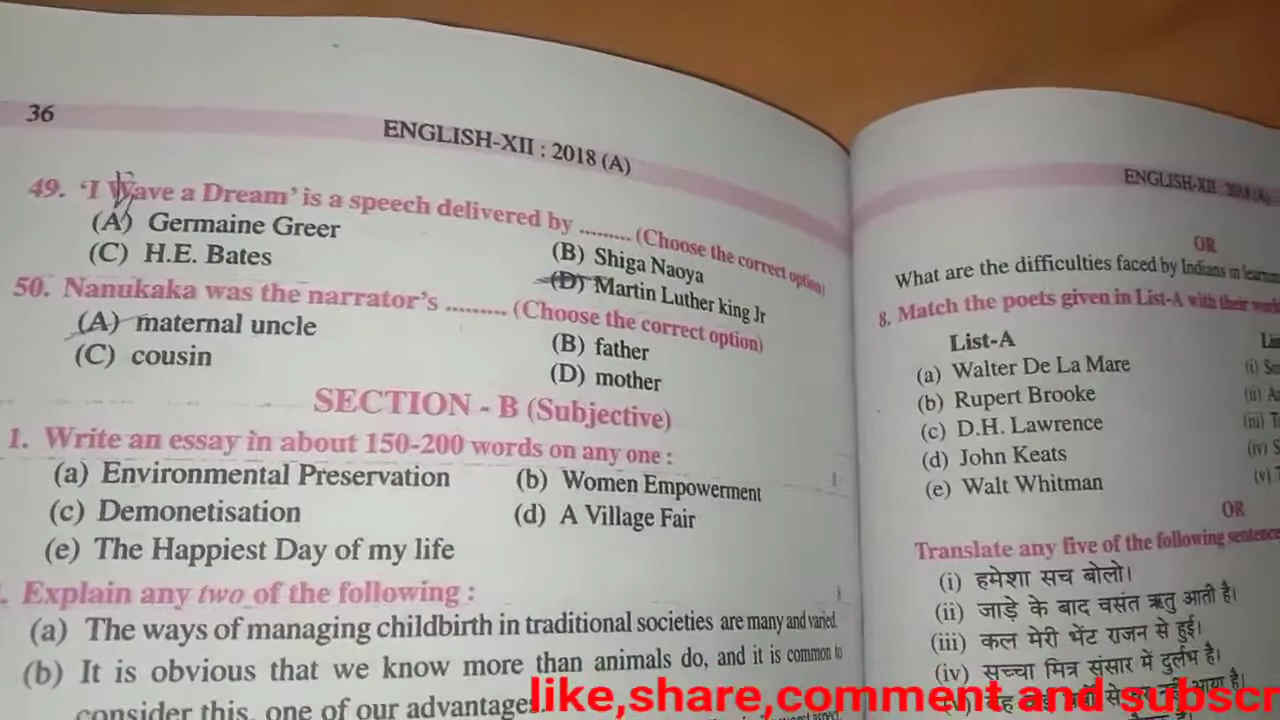 36
ENGLISH-XII : 2018 (A)
49. 'I Wave a Dream' is a speech delivered by ......... (Choose the correct option)
(A) Germaine Greer
(B) Shiga Naoya
(C) H.E. Bates
(D) Martin Luther king Jr
50. Nanukaka was the narrator's ......... (Choose the correct option)
(A) maternal uncle
(B) father
(C) cousin
(D) mother
SECTION - B (Subjective)
1. Write an essay in about 150-200 words on any one :
(a) Environmental Preservation
(b) Women Empowerment
(c) Demonetisation
(d) A Village Fair
(e) The Happiest Day of my life
Explain any two of the following :
(a) The ways of managing childbirth in traditional societies are many and varied.
(b) It is obvious that we know more than animals do, and it is common to
consider this, one of our advantages.
ENGLISH-XII : 2018 (A)
OR
What are the difficulties faced by Indians in
8. Match the poets given in List-A with their
List-A
(a) Walter De La Mare
(i)
(b) Rupert Brooke
(ii)
(c) D.H. Lawrence
(iii)
(d) John Keats
(iv)
(e) Walt Whitman
(v)
OR
Translate any five of the following sentence
(i) हमेशा सच बोलो।
(ii) जाड़े के बाद वसंत ऋतु आती है।
(iii) कल मेरी भेंट राजन से हुई।
(iv) सच्चा मित्र संसार में दुर्लभ है।
like,share,comment and subscr